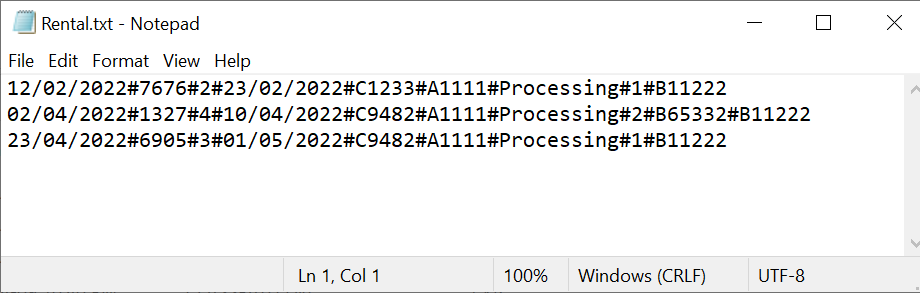 Rental.txt - Notepad
File Edit Format View Help
12/02/2022#7676#2#23/02/2022#C1233#A1111#Processing#1#B11222
02/04/2022#1327#4#10/04/2022#C9482#A1111#Processing#2#B65332#B11222
23/04/2022#6905#3#01/05/2022#C9482#A1111#Processing#1#B11222
Ln 1, Col 1 100% Windows (CRLF) UTF-8